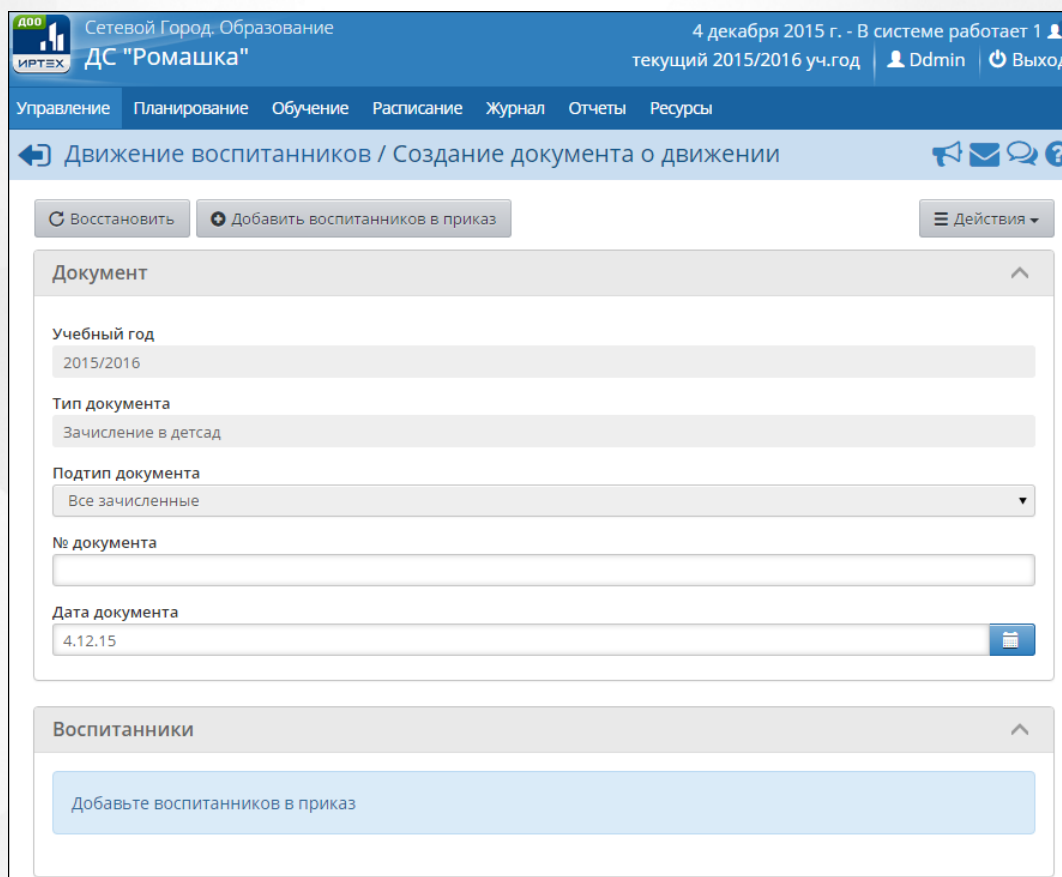 ДОО
ИРТЕХ
Сетевой Город. Образование
ДС "Ромашка"
4 декабря 2015 г. - В системе работает 1
текущий 2015/2016 уч.год Ddmin Выход
Управление Планирование Обучение Расписание Журнал Отчеты Ресурсы
Движение воспитанников / Создание документа о движении
Восстановить Добавить воспитанников в приказ Действия
Документ
Учебный год
2015/2016
Тип документа
Зачисление в детсад
Подтип документа
Все зачисленные
№ документа
Дата документа
4.12.15
Воспитанники
Добавьте воспитанников в приказ